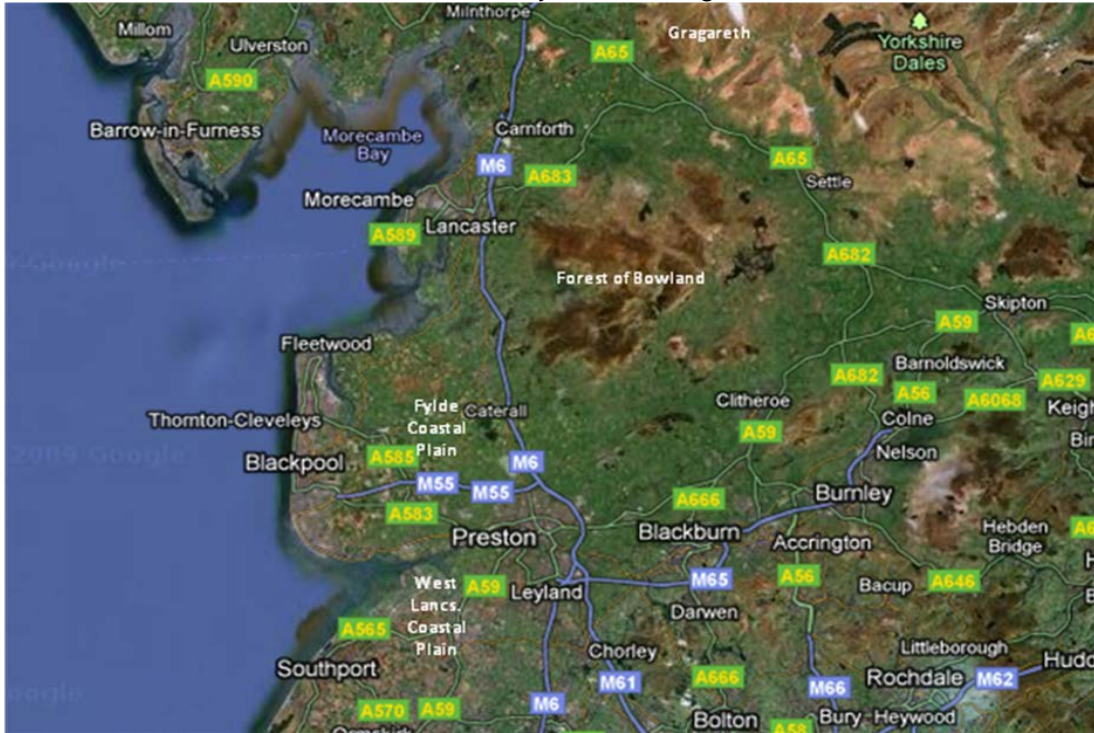 Millom
Milnthorpe
Gragareth
Yorkshire
Dales
Ulverston
A590
A65
Barrow-in-Furness
Morecambe
Bay
Carnforth
M6
A683
A65
Settle
Morecambe
A589
Lancaster
A682
Forest of Bowland
Google
Skipton
A59
Fleetwood
Barnoldswick
A682
A56
A629
A6068
Clitheroe
Colne
Thornton-Cleveleys
Fylde
Coastal
Plain
Caterall
A59
Nelson
2009 Google
Blackpool
A585
M6
M55
M55
A583
A666
Burnley
Preston
Blackburn
Accrington
Hebden
Bridge
West
Lancs.
Coastal
Plain
A59
Leyland
M65
A56
Bacup
A646
Darwen
A565
Southport
Chorley
Littleborough
M61
A666
M66
Rochdale
M62
A570
A59
M6
Bolton
Bury
Heywood
A58